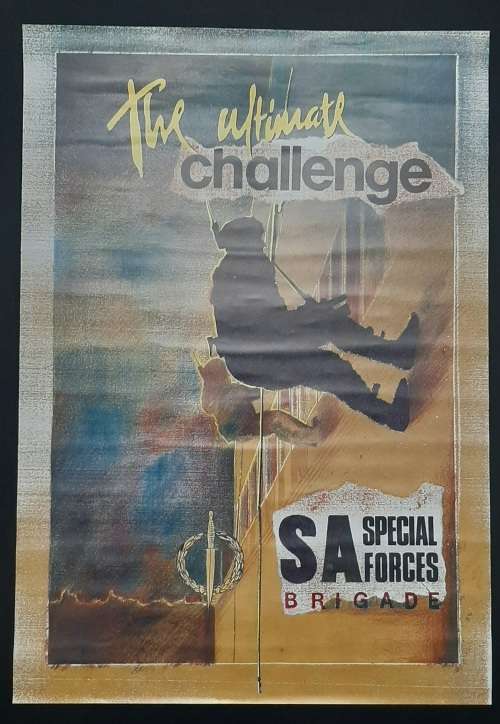 The ultimate
challenge
SA SPECIAL
FORCES
BRIGADE